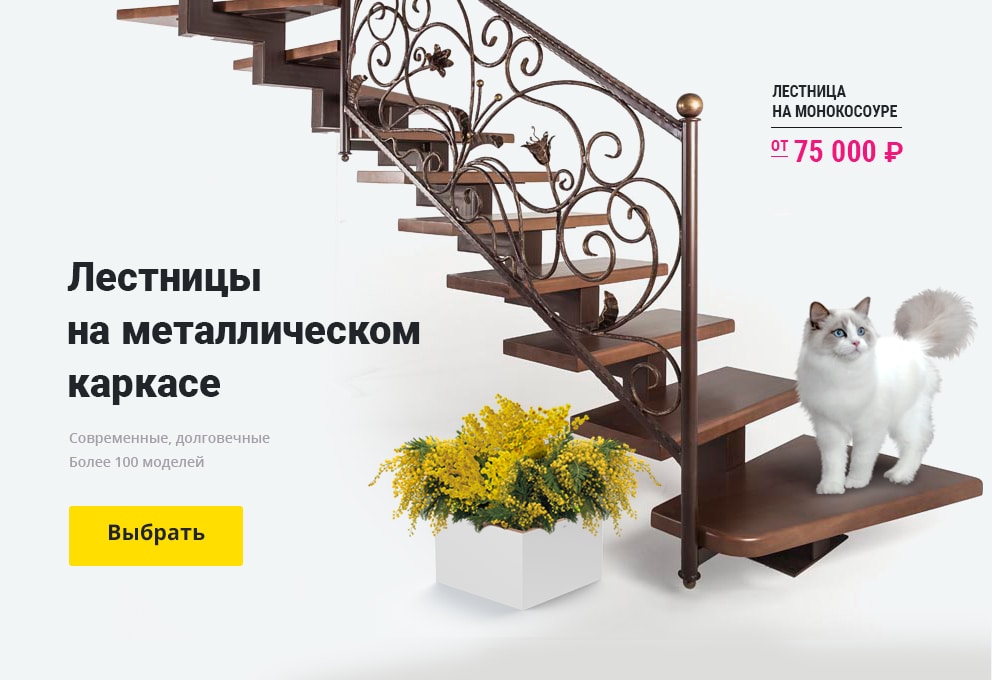 ЛЕСТНИЦА
НА МОНОКОСОУРЕ
ОТ 75 000 ₽
Лестницы
на металлическом
каркасе
Современные, долговечные
Более 100 моделей
Выбрать